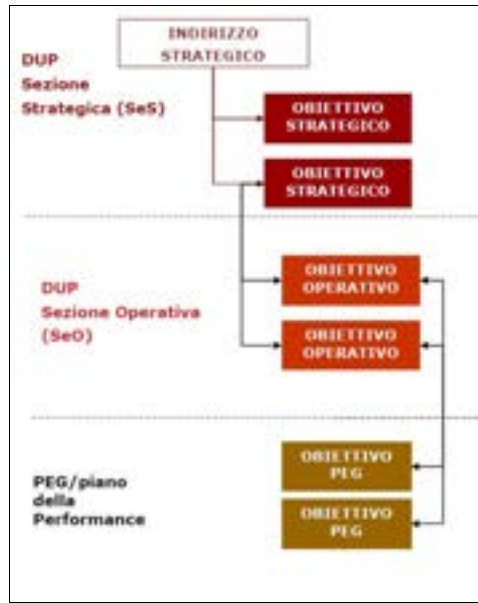 INDIRIZZO
STRATEGICO
DUP
Sezione
Strategica (SeS)
OBIETTIVO
STRATEGICO
OBIETTIVO
STRATEGICO
DUP
Sezione Operativa
(SeO)
OBIETTIVO
OPERATIVO
OBIETTIVO
OPERATIVO
PEG/piano
della
Performance
OBIETTIVO
PEG
OBIETTIVO
PEG